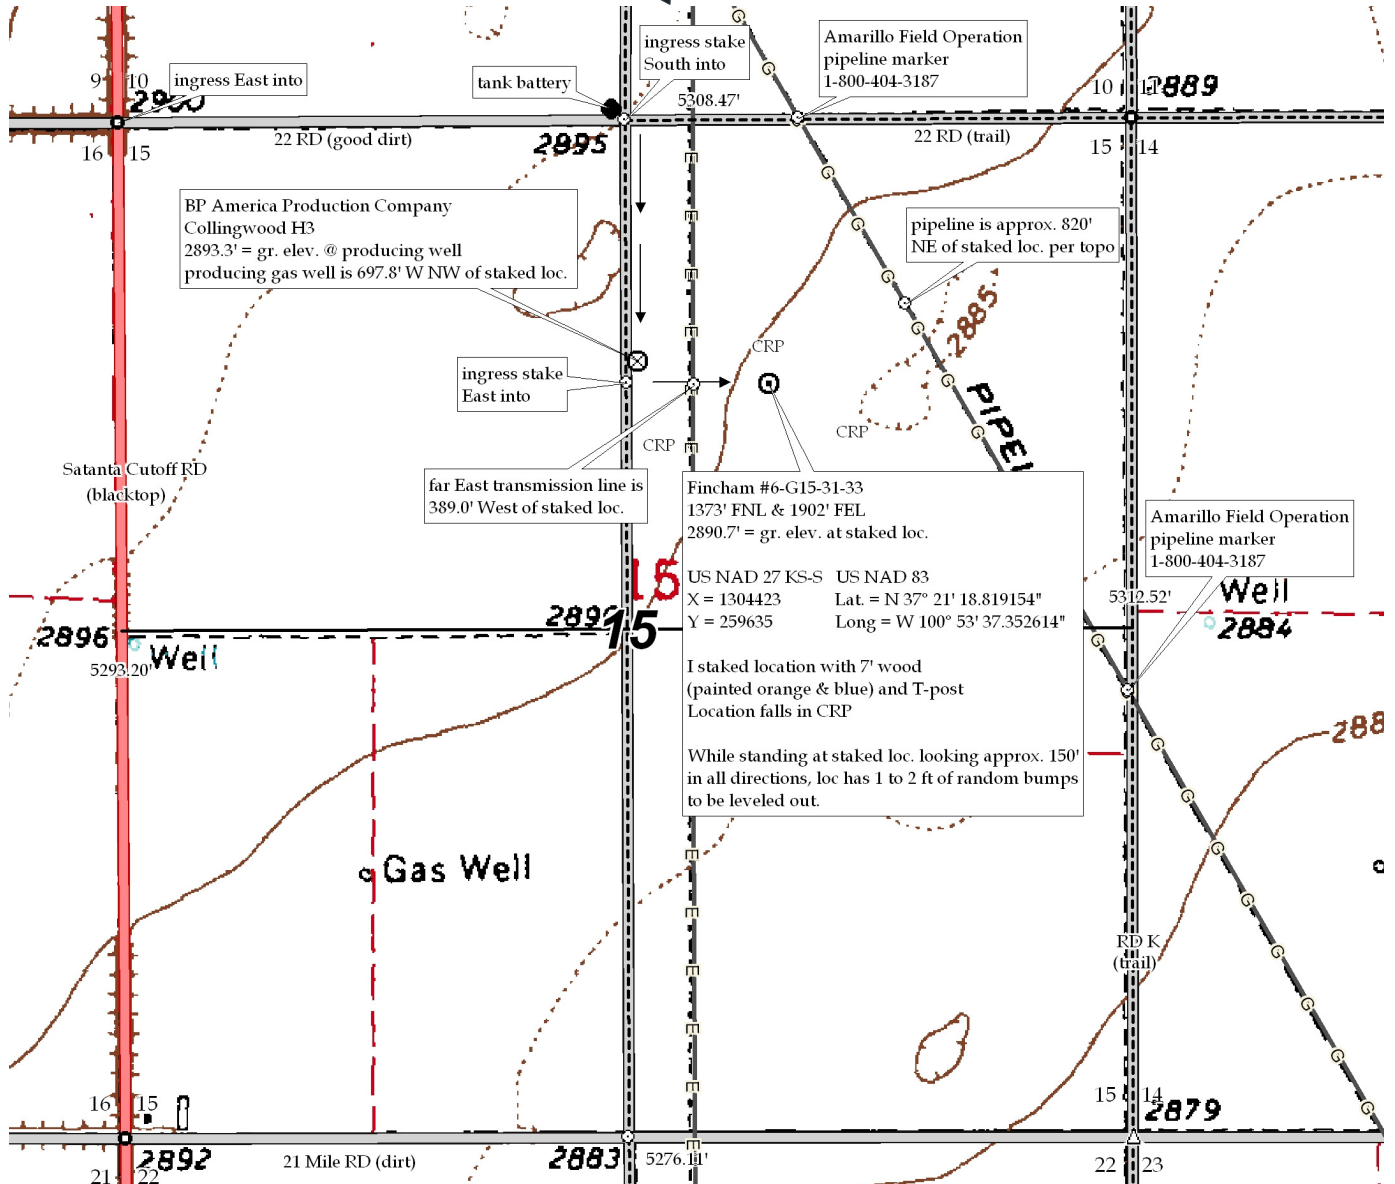 ingress stake
South into
Amarillo Field Operation
pipeline marker
1-800-404-3187
9 10
ingress East into
tank battery
5308.47'
10
2889
16 15
22 RD (good dirt)
2895
22 RD (trail)
15 14
BP America Production Company
Collingwood H3
2893.3' = gr. elev. @ producing well
producing gas well is 697.8' W NW of staked loc.
pipeline is approx. 820'
NE of staked loc. per topo
2885
CRP
ingress stake
East into
CRP
CRP
Satanta Cutoff RD
(blacktop)
far East transmission line is
389.0' West of staked loc.
Fincham #6-G15-31-33
1373' FNL & 1902' FEL
2890.7' = gr. elev. at staked loc.
US NAD 27 KS-S US NAD 83
X = 1304423 Lat. = N 37° 21' 18.819154"
Y = 259635 Long = W 100° 53' 37.352614"
I staked location with 7' wood
(painted orange & blue) and T-post
Location falls in CRP
While standing at staked loc. looking approx. 150'
in all directions, loc has 1 to 2 ft of random bumps
to be leveled out.
Amarillo Field Operation
pipeline marker
1-800-404-3187
15
15
5312.52'
Well
2884
2896
Well
5293.20'
Gas Well
RD K
(trail)
16 15
15 14
2879
2892
21 Mile RD (dirt)
2883
5276.11'
21 22
22 23
G G G G G G G G G G G G G G G G G G
E E E E E E E E E E E E